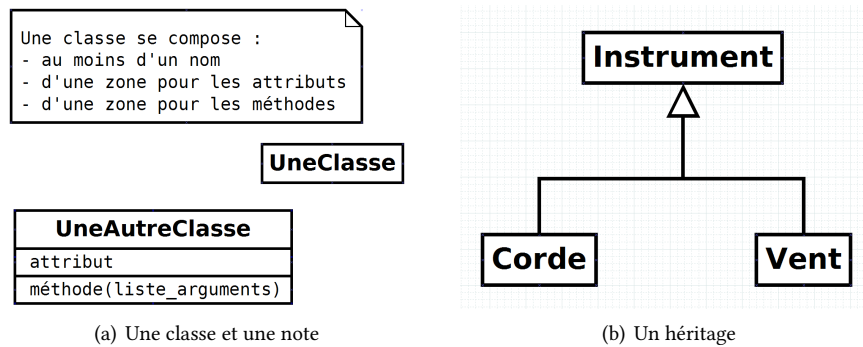 Une classe se compose :
- au moins d'un nom
- d'une zone pour les attributs
- d'une zone pour les méthodes
UneClasse
UneAutreClasse
attribut
méthode(liste_arguments)
(a) Une classe et une note
Instrument
Corde
Vent
(b) Un héritage